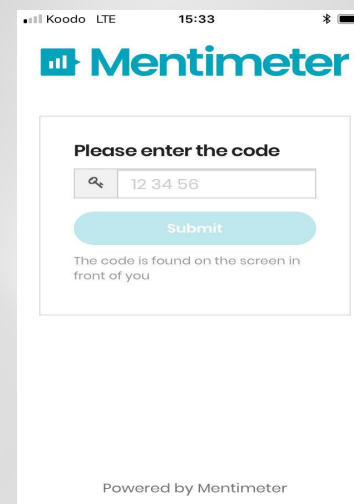 Koodo LTE 15:33
Mentimeter
Please enter the code
12 34 56
Submit
The code is found on the screen in
front of you
Powered by Mentimeter